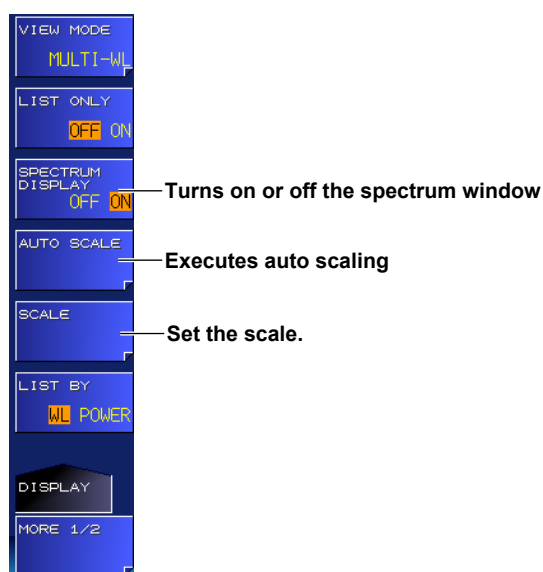 VIEW MODE
MULTI-WL
LIST ONLY
OFF ON
SPECTRUM
DISPLAY
OFF ON
Turns on or off the spectrum window
AUTO SCALE
Executes auto scaling
SCALE
Set the scale.
LIST BY
WL POWER
DISPLAY
MORE 1/2